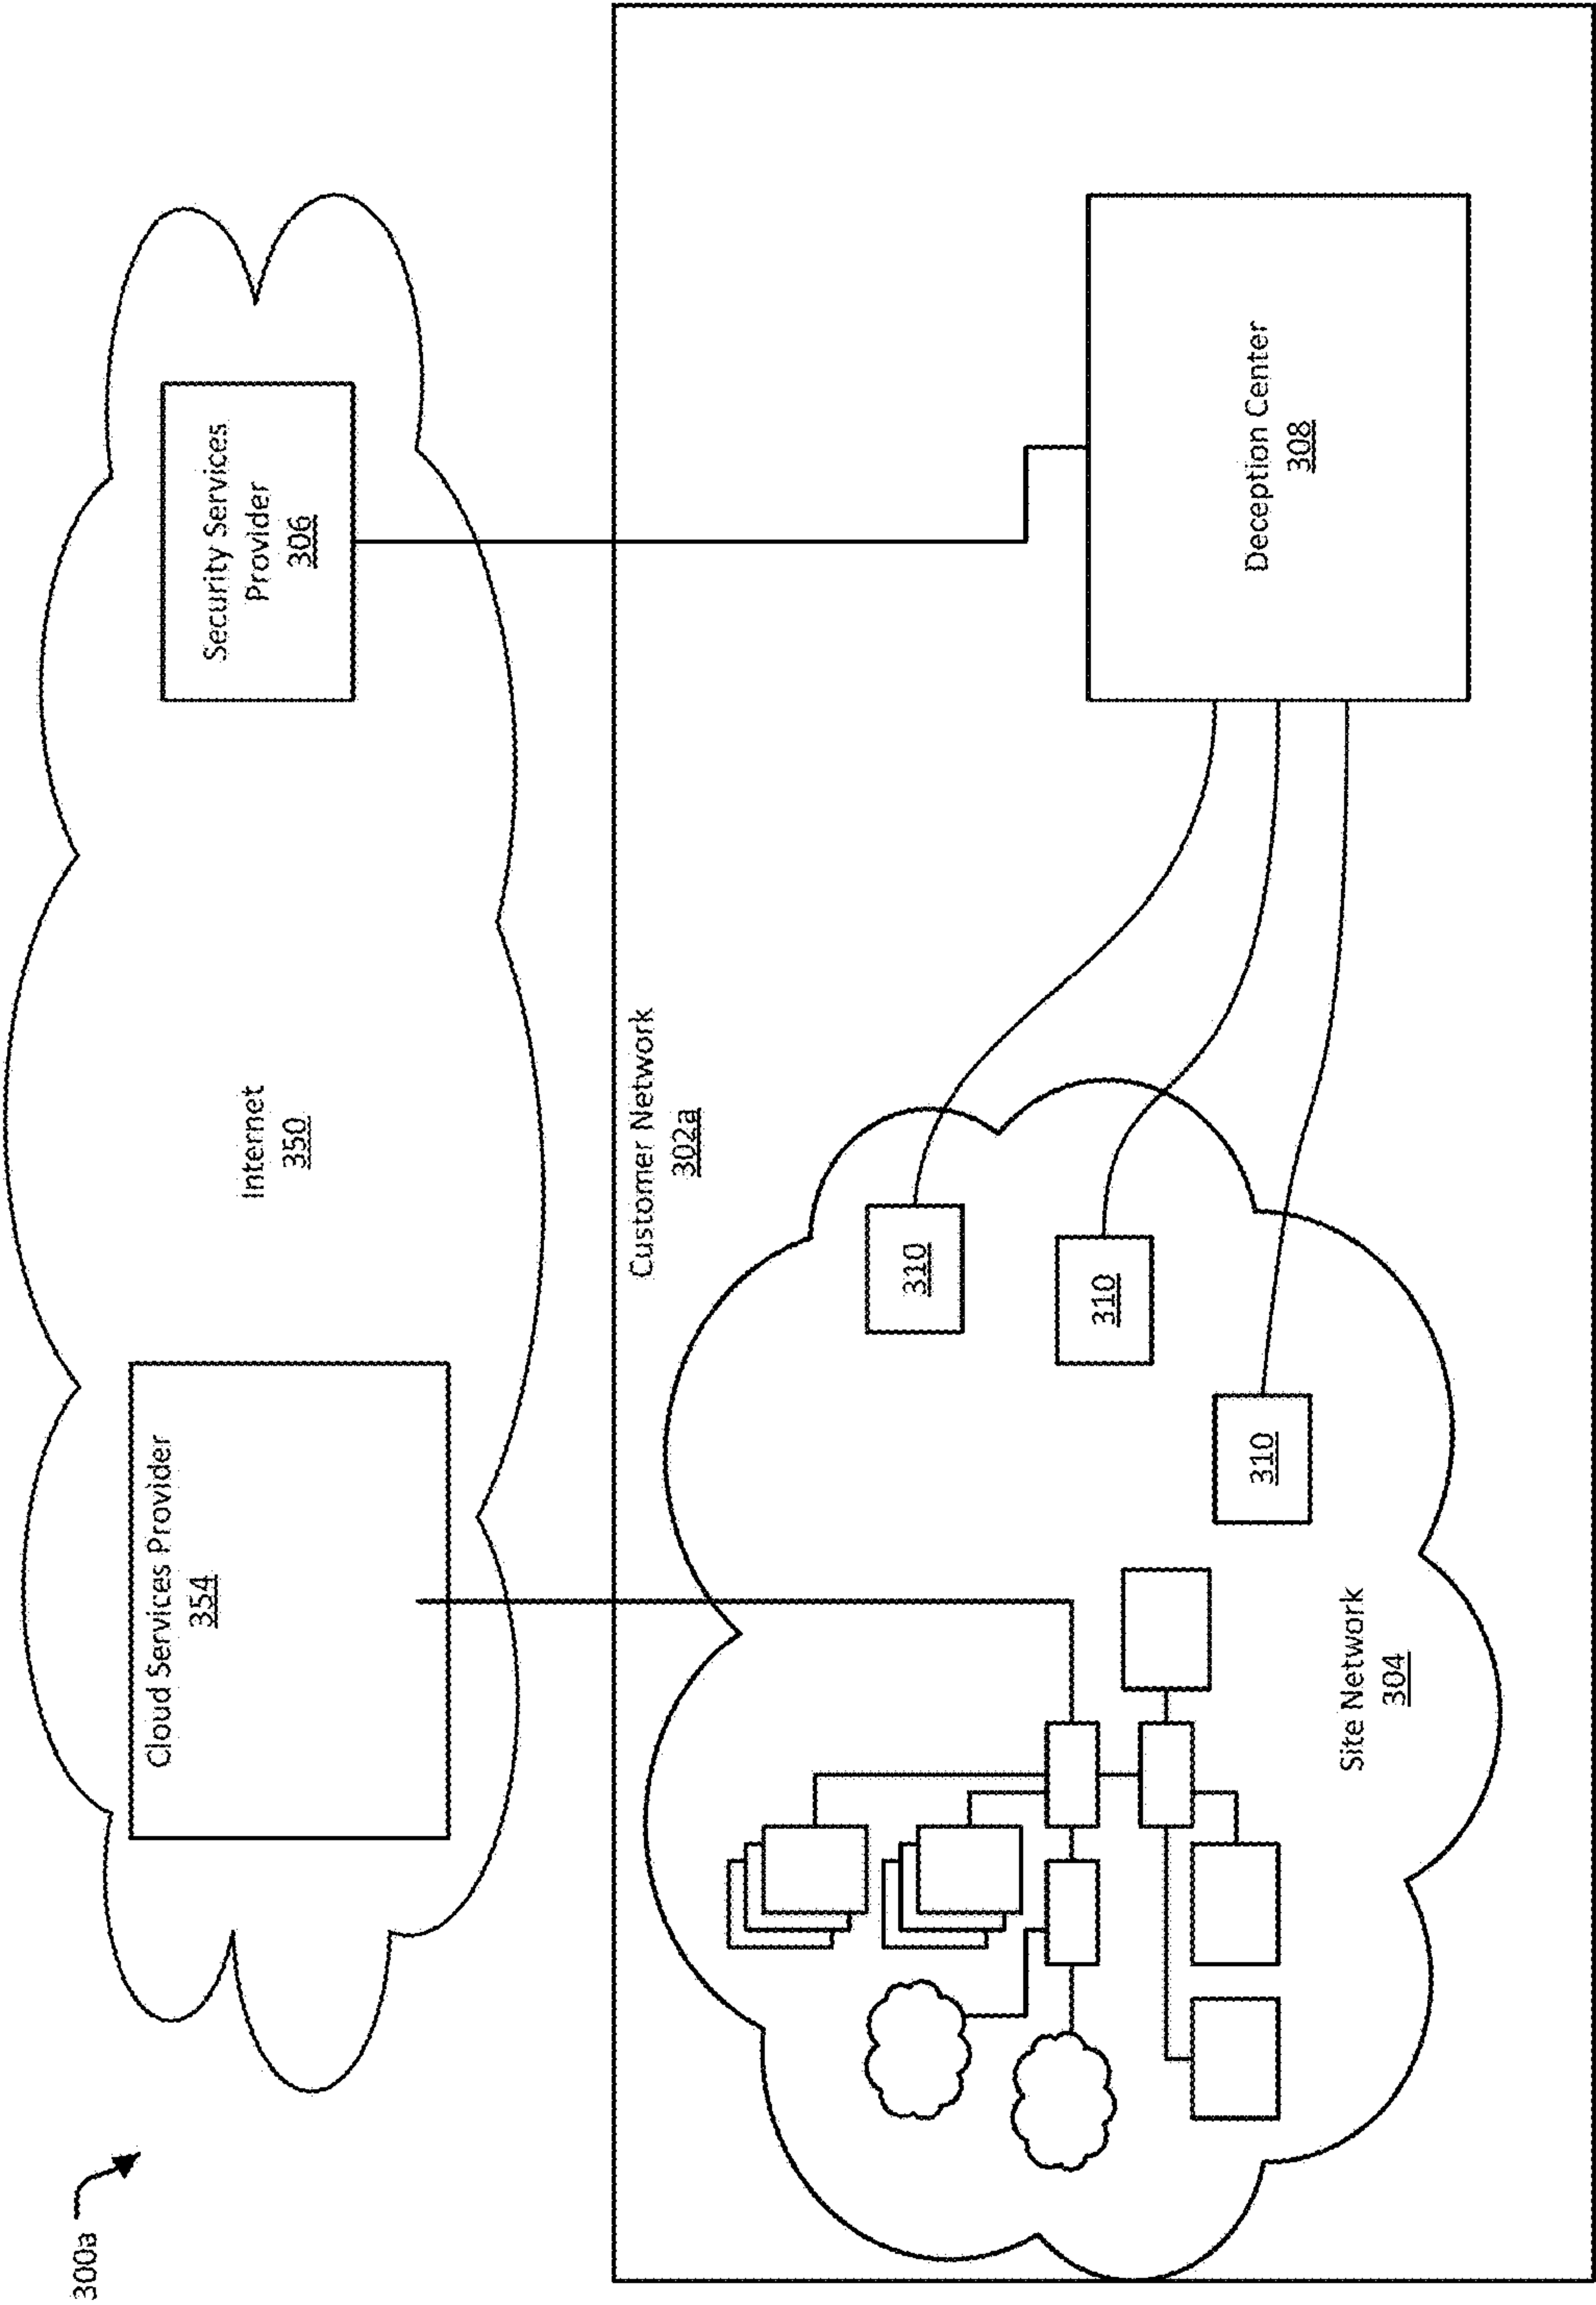 300a
Cloud Services Provider
354
Internet
350
Security Services
Provider
306
Customer Network
302a
310
310
310
Site Network
304
Deception Center
308